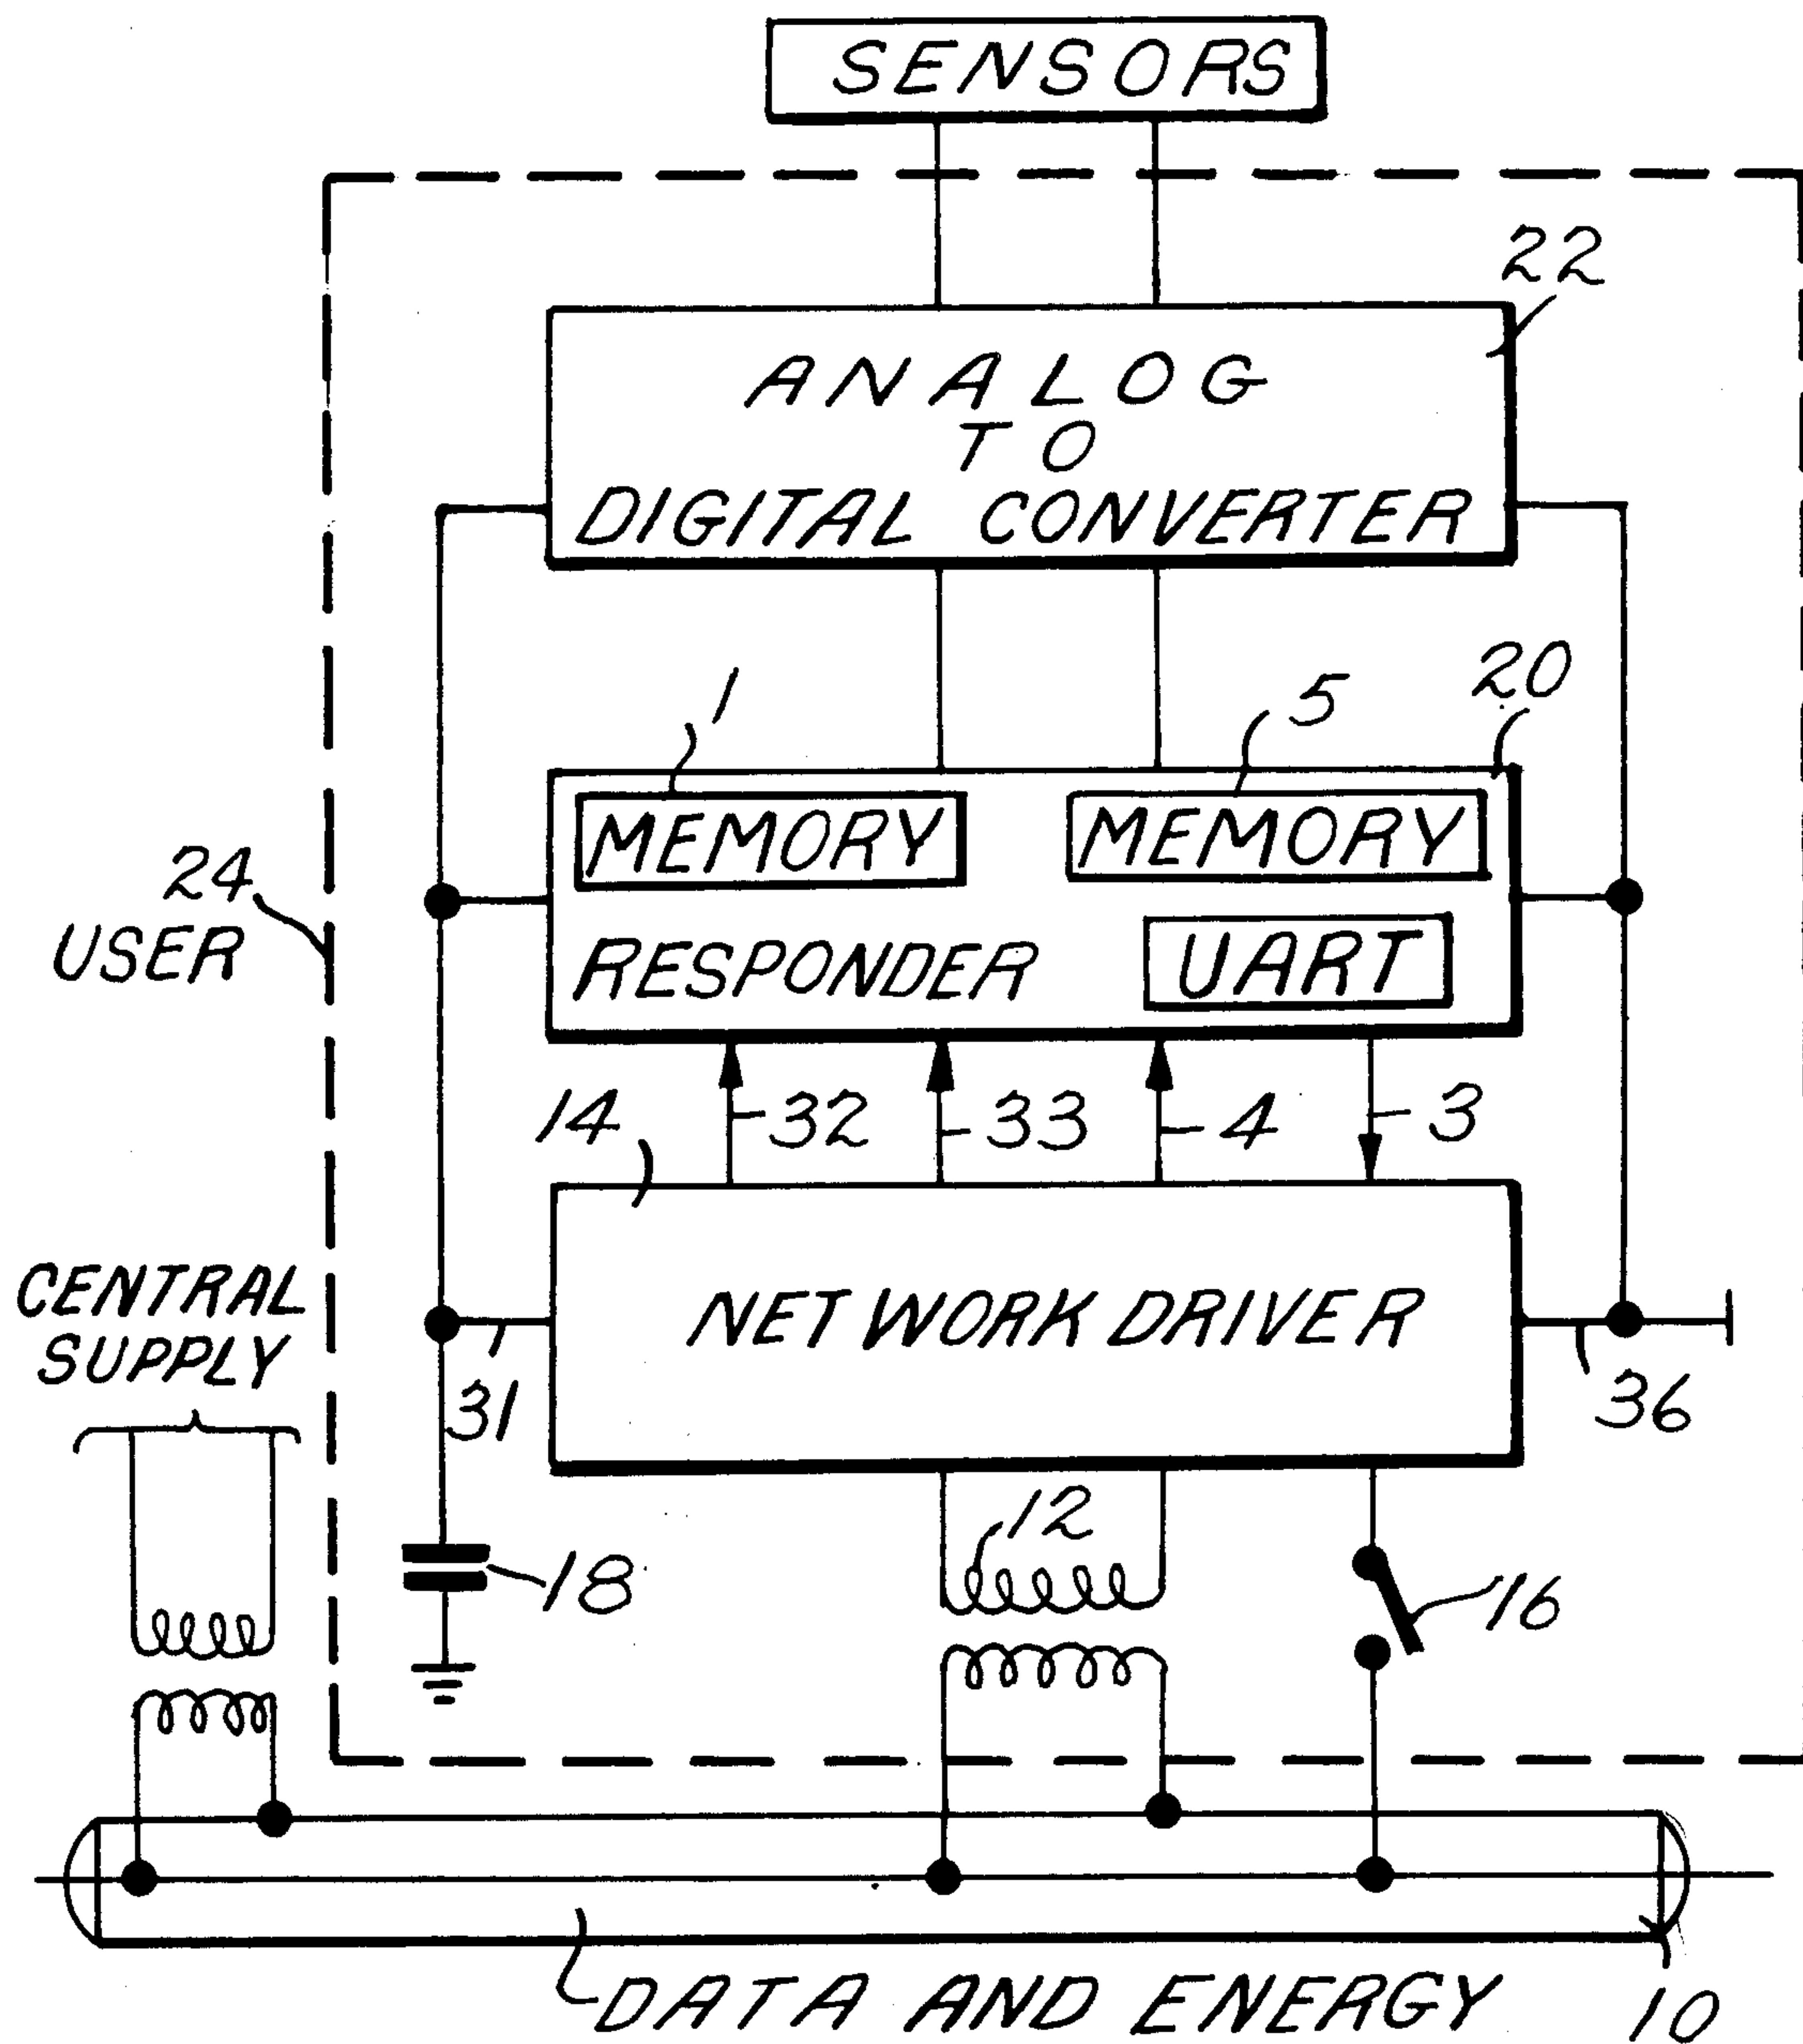 SENSORS
22
ANALOG
TO
DIGITAL CONVERTER
1
5
20
MEMORY
MEMORY
24
USER
RESPONDER
UART
14
32
33
4
3
CENTRAL
SUPPLY
NETWORK DRIVER
31
36
12
18
16
DATA AND ENERGY
10